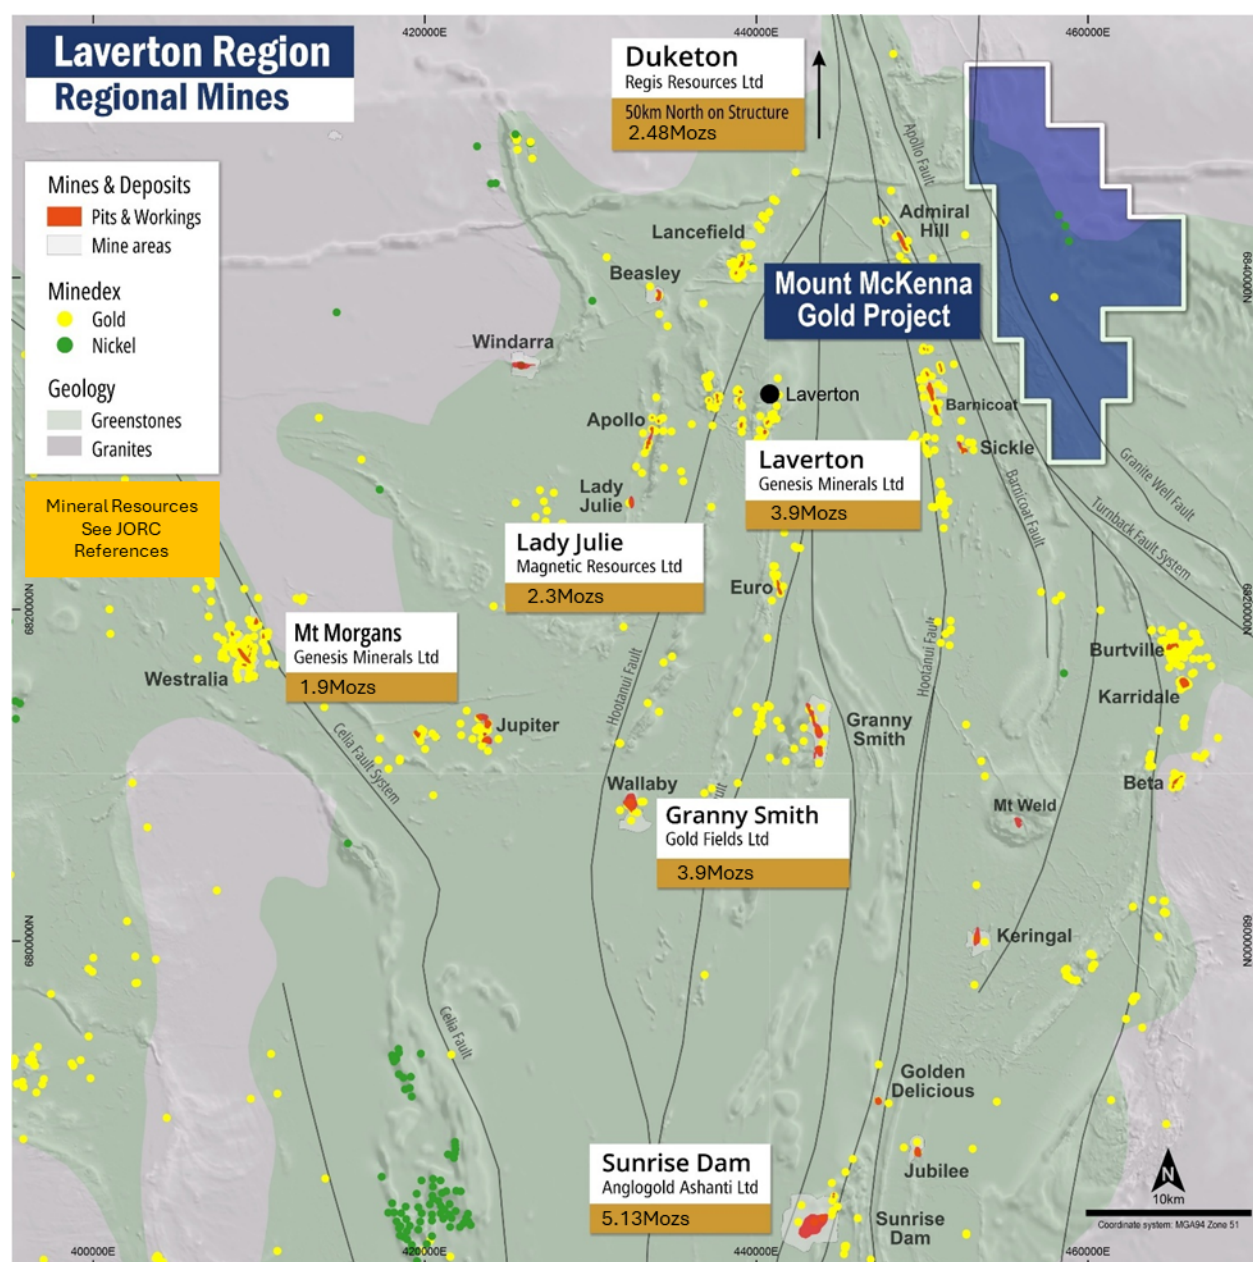 Laverton Region
Regional Mines
420000E
440000E
460000E
Duketon
Regis Resources Ltd
50km North on Structure
2.48Mozs
Mines & Deposits
Pits & Workings
Mine areas
Minedex
Gold
Nickel
Geology
Greenstones
Granites
Mineral Resources
See JORC
References
Apollo Fault
Admiral
Hill
Lancefield
Beasley
6840000N
Mount McKenna
Gold Project
Windarra
Laverton
Barnicoat
Apollo
Sickle
Laverton
Genesis Minerals Ltd
3.9Mozs
Granite Well Fault
Lady
Julie
Barnicoat Fault
Turnback Fault System
Lady Julie
Magnetic Resources Ltd
2.3Mozs
Euro
6820000N
6820000N
Mt Morgans
Genesis Minerals Ltd
1.9Mozs
Westralia
Hootanui Fault
Hootanui Fault
Burtville
Karridale
Jupiter
Granny
Smith
Celia Fault System
Wallaby
Beta
Mt Weld
Granny Smith
Gold Fields Ltd
3.9Mozs
6800000N
Keringal
6800000N
Celia Fault
Golden
Delicious
Sunrise Dam
Anglogold Ashanti Ltd
5.13Mozs
Jubilee
Sunrise
Dam
N
10km
Coordinate system: MGA94 Zone 51
400000E
420000E
440000E
460000E